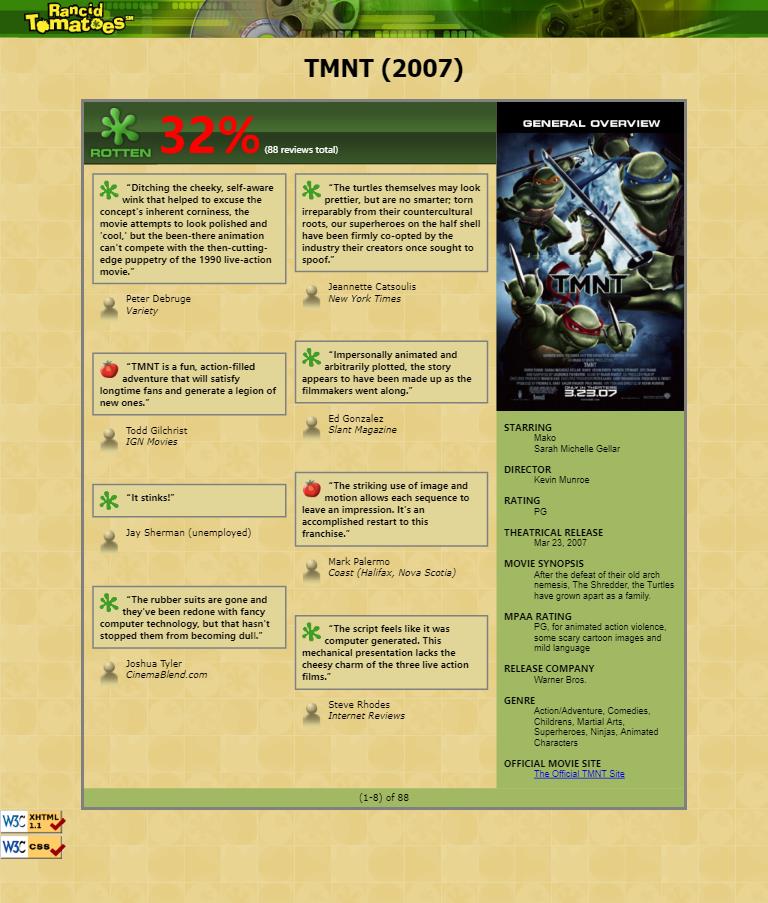 Rancid
Tomatoes SM
TMNT (2007)
ROTTEN
32% (88 reviews total)
“Ditching the cheeky, self-aware
wink that helped to excuse the
concept's inherent corniness, the
movie attempts to look polished and
'cool,' but the been-there animation
can't compete with the then-cutting-
edge puppetry of the 1990 live-action
movie.”
Peter Debruge
Variety
“TMNT is a fun, action-filled
adventure that will satisfy
longtime fans and generate a legion of
new ones.”
Todd Gilchrist
IGN Movies
“It stinks!”
Jay Sherman (unemployed)
“The rubber suits are gone and
they've been redone with fancy
computer technology, but that hasn't
stopped them from becoming dull.”
Joshua Tyler
CinemaBlend.com
“The turtles themselves may look
prettier, but are no smarter; torn
irreparably from their countercultural
roots, our superheroes on the half shell
have been firmly co-opted by the
industry their creators once sought to
spoof.”
Jeannette Catsoulis
New York Times
“Impersonally animated and
arbitrarily plotted, the story
appears to have been made up as the
filmmakers went along.”
Ed Gonzalez
Slant Magazine
“The striking use of image and
motion allows each sequence to
leave an impression. It's an
accomplished restart to this
franchise.”
Mark Palermo
Coast (Halifax, Nova Scotia)
“The script feels like it was
computer generated. This
mechanical presentation lacks the
cheesy charm of the three live action
films.”
Steve Rhodes
Internet Reviews
GENERAL OVERVIEW
TMNT
ONLY IN THEATERS
3.23.07
STARRING
Mako
Sarah Michelle Gellar
DIRECTOR
Kevin Munroe
RATING
PG
THEATRICAL RELEASE
Mar 23, 2007
MOVIE SYNOPSIS
After the defeat of their old arch
nemesis, The Shredder, the Turtles
have grown apart as a family.
MPAA RATING
PG, for animated action violence,
some scary cartoon images and
mild language
RELEASE COMPANY
Warner Bros.
GENRE
Action/Adventure, Comedies,
Childrens, Martial Arts,
Superheroes, Ninjas, Animated
Characters
OFFICIAL MOVIE SITE
The Official TMNT Site
(1-8) of 88
W3C XHTML
1.1
W3C CSS